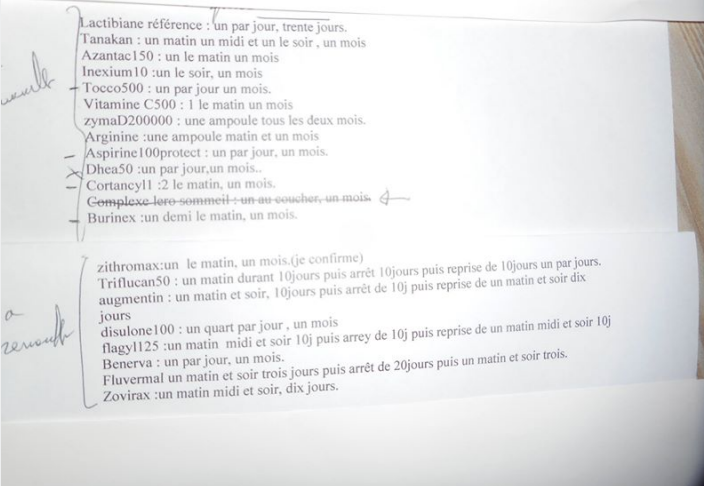 Lactibiane référence : un par jour, trente jours.
Tanakan : un matin un midi et un le soir , un mois
Azantac150 : un le matin un mois
Inexium10 :un le soir, un mois
Tocco500 : un par jour un mois.
Vitamine C500 : 1 le matin un mois
zymaD200000 : une ampoule tous les deux mois.
Arginine :une ampoule matin et un mois
Aspirine100protect : un par jour, un mois.
Dhea50 :un par jour,un mois..
Cortancyl1 :2 le matin, un mois.
Complexe lero sommeil : un au coucher, un mois.
Burinex :un demi le matin, un mois.
zithromax:un le matin, un mois.(je confirme)
Triflucan50 : un matin durant 10jours puis arrêt 10jours puis reprise de 10jours un par jours.
augmentin : un matin et soir, 10jours puis arrêt de 10j puis reprise de un matin et soir dix
jours
disulone100 : un quart par jour , un mois
flagyl125 :un matin midi et soir 10j puis arrey de 10j puis reprise de un matin midi et soir 10j
Benerva : un par jour, un mois.
Fluvermal un matin et soir trois jours puis arrêt de 20jours puis un matin et soir trois.
Zovirax :un matin midi et soir, dix jours.
a